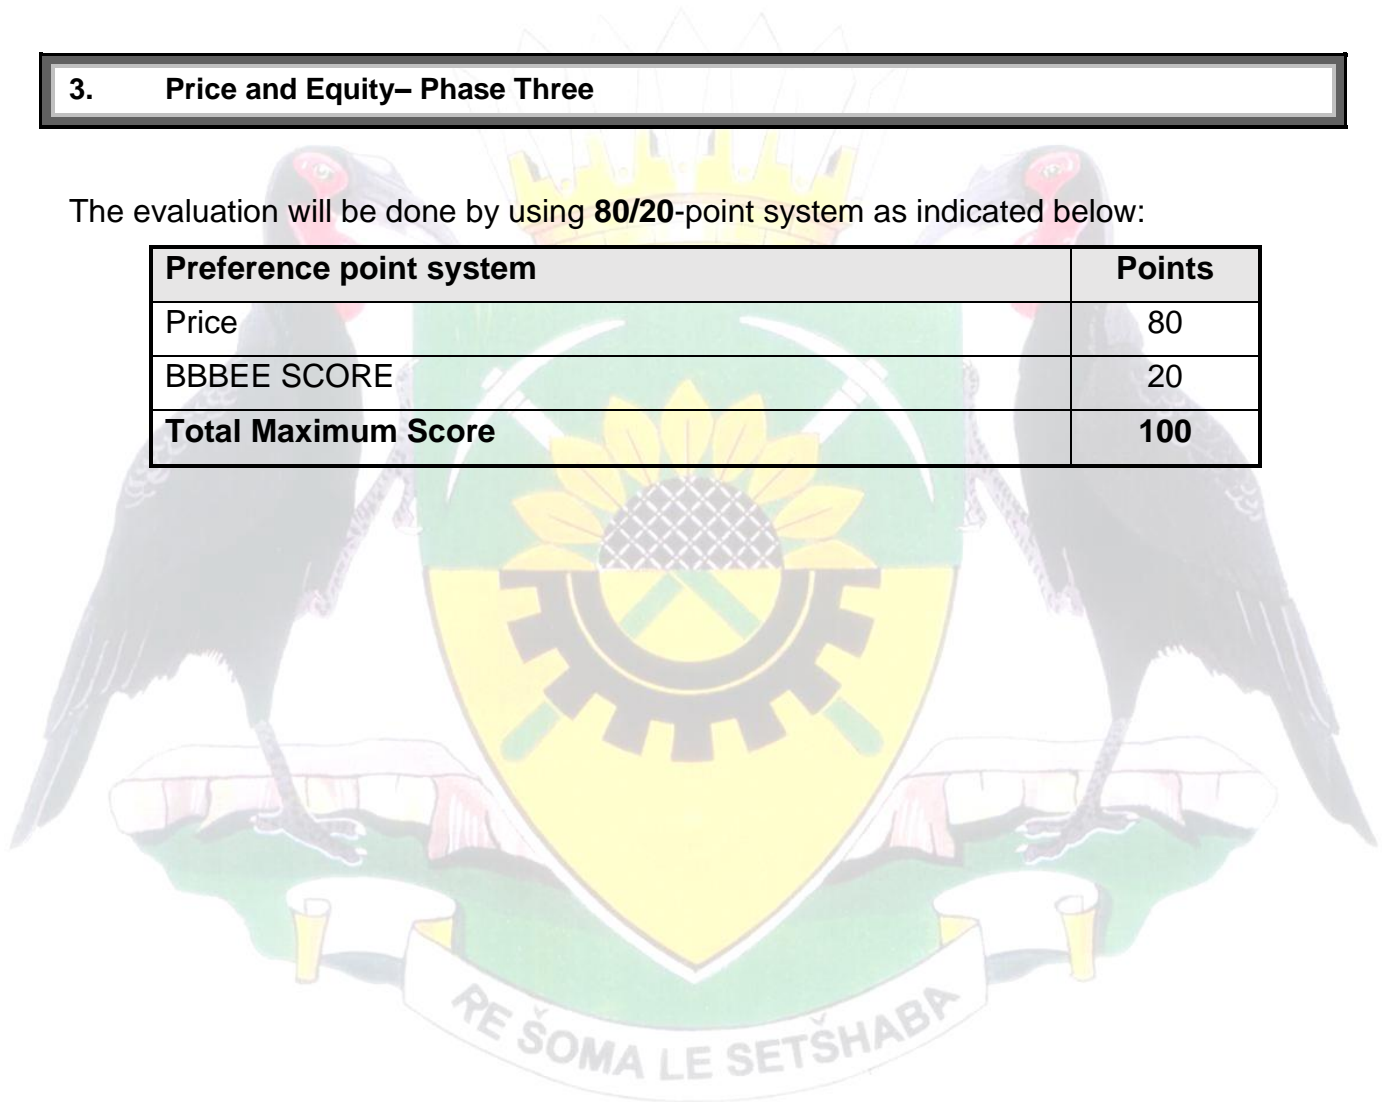 3. Price and Equity– Phase Three
The evaluation will be done by using 80/20-point system as indicated below:
Preference point system Points
Price 80
BBBEE SCORE 20
Total Maximum Score 100
RE ŠOMA LE SETŠHABA